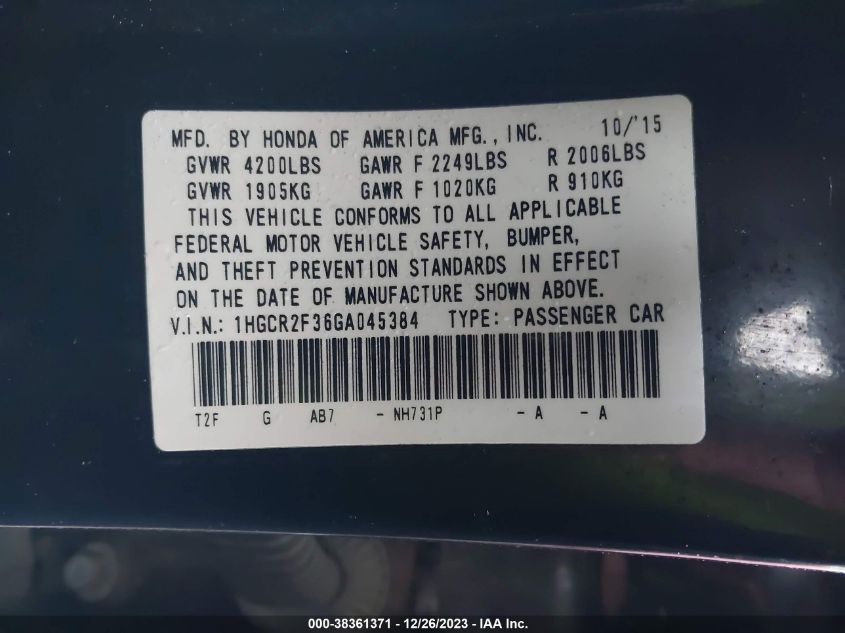 MFD. BY HONDA OF AMERICA MFG., INC. 10/'15
GVWR 4200LBS GAWR F 2249LBS R 2006LBS
GVWR 1905KG GAWR F 1020KG R 910KG
THIS VEHICLE CONFORMS TO ALL APPLICABLE
FEDERAL MOTOR VEHICLE SAFETY, BUMPER,
AND THEFT PREVENTION STANDARDS IN EFFECT
ON THE DATE OF MANUFACTURE SHOWN ABOVE.
V.I.N.: 1HGCR2F36GA045384 TYPE: PASSENGER CAR
T2F G AB7 - NH731P - A - A
000-38361371 - 12/26/2023 - IAA Inc.